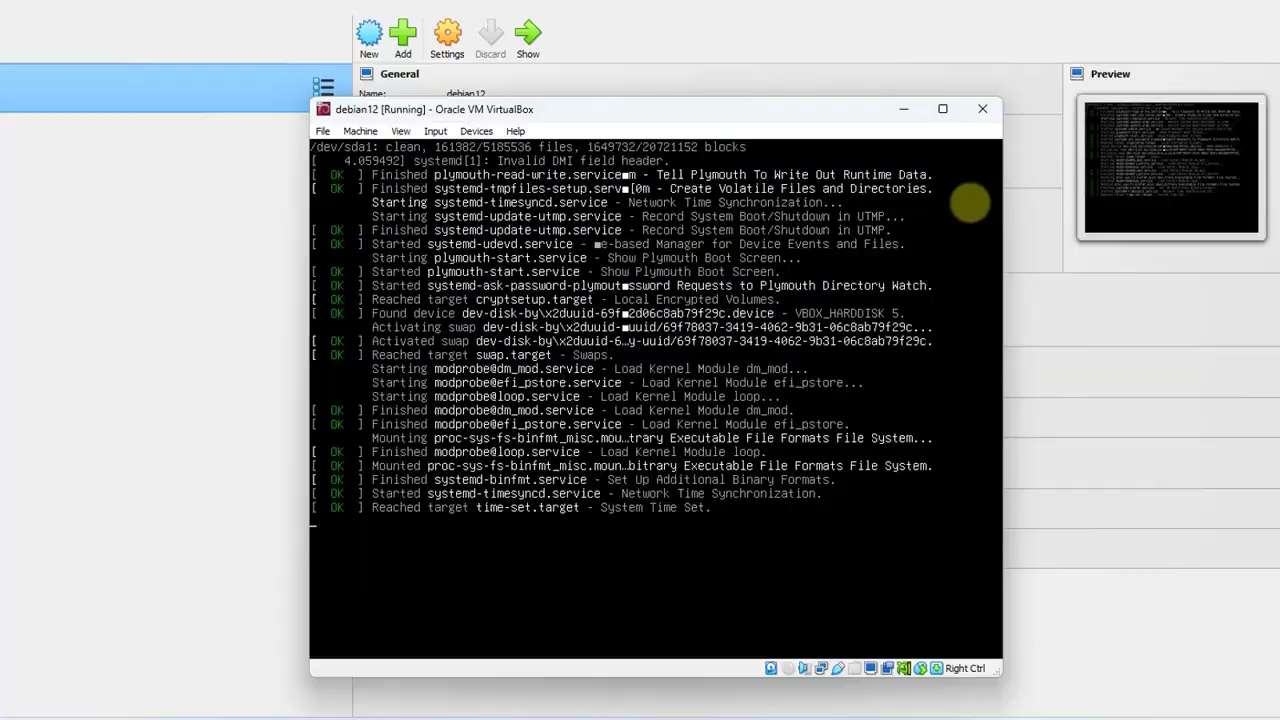 New Add Settings Discard Show
General
Preview
Name: debian12
debian12 [Running] - Oracle VM VirtualBox
File Machine View Input Devices Help
/dev/sda1: clean, files, blocks
[ 4.059492] systemd[1]: Invalid DMI field header.
[ OK ] Finished plymouth-read-write.service■■ - Tell Plymouth To Write Out Runtime Data.
[ OK ] Finished systemd-tmpfiles-setup.serv■ - Create Volatile Files and Directories.
Starting systemd-timesyncd.service - Network Time Synchronization...
Starting systemd-update-utmp.service - Record System Boot/Shutdown in UTMP...
[ OK ] Finished systemd-update-utmp.service - Record System Boot/Shutdown in UTMP.
[ OK ] Started systemd-udevd.service - ■e-based Manager for Device Events and Files.
Starting plymouth-start.service - Show Plymouth Boot Screen...
[ OK ] Started plymouth-start.service - Show Plymouth Boot Screen.
[ OK ] Started systemd-ask-password-plymout■ssword Requests to Plymouth Directory Watch.
[ OK ] Reached target cryptsetup.target - Local Encrypted Volumes.
[ OK ] Found device dev-disk-by\x2duuid-69f■2d06c8ab79f29c.device - VBOX_HARDDISK 5.
Activating swap dev-disk-by\x2duuid-■uuid/69f78037-3419-4062-9b31-06c8ab79f29c...
[ OK ] Activated swap dev-disk-by\x2duuid-6…y-uuid/69f78037-3419-4062-9b31-06c8ab79f29c.
[ OK ] Reached target swap.target - Swaps.
Starting modprobe@dm_mod.service - Load Kernel Module dm_mod...
Starting modprobe@efi_pstore.service - Load Kernel Module efi_pstore...
Starting modprobe@loop.service - Load Kernel Module loop...
[ OK ] Finished modprobe@dm_mod.service - Load Kernel Module dm_mod.
[ OK ] Finished modprobe@efi_pstore.service - Load Kernel Module efi_pstore.
Mounting proc-sys-fs-binfmt_misc.mou…trary Executable File Formats File System...
[ OK ] Finished modprobe@loop.service - Load Kernel Module loop.
[ OK ] Mounted proc-sys-fs-binfmt_misc.moun…bitrary Executable File Formats File System.
[ OK ] Finished systemd-binfmt.service - Set Up Additional Binary Formats.
[ OK ] Started systemd-timesyncd.service - Network Time Synchronization.
[ OK ] Reached target time-set.target - System Time Set.
Right Ctrl